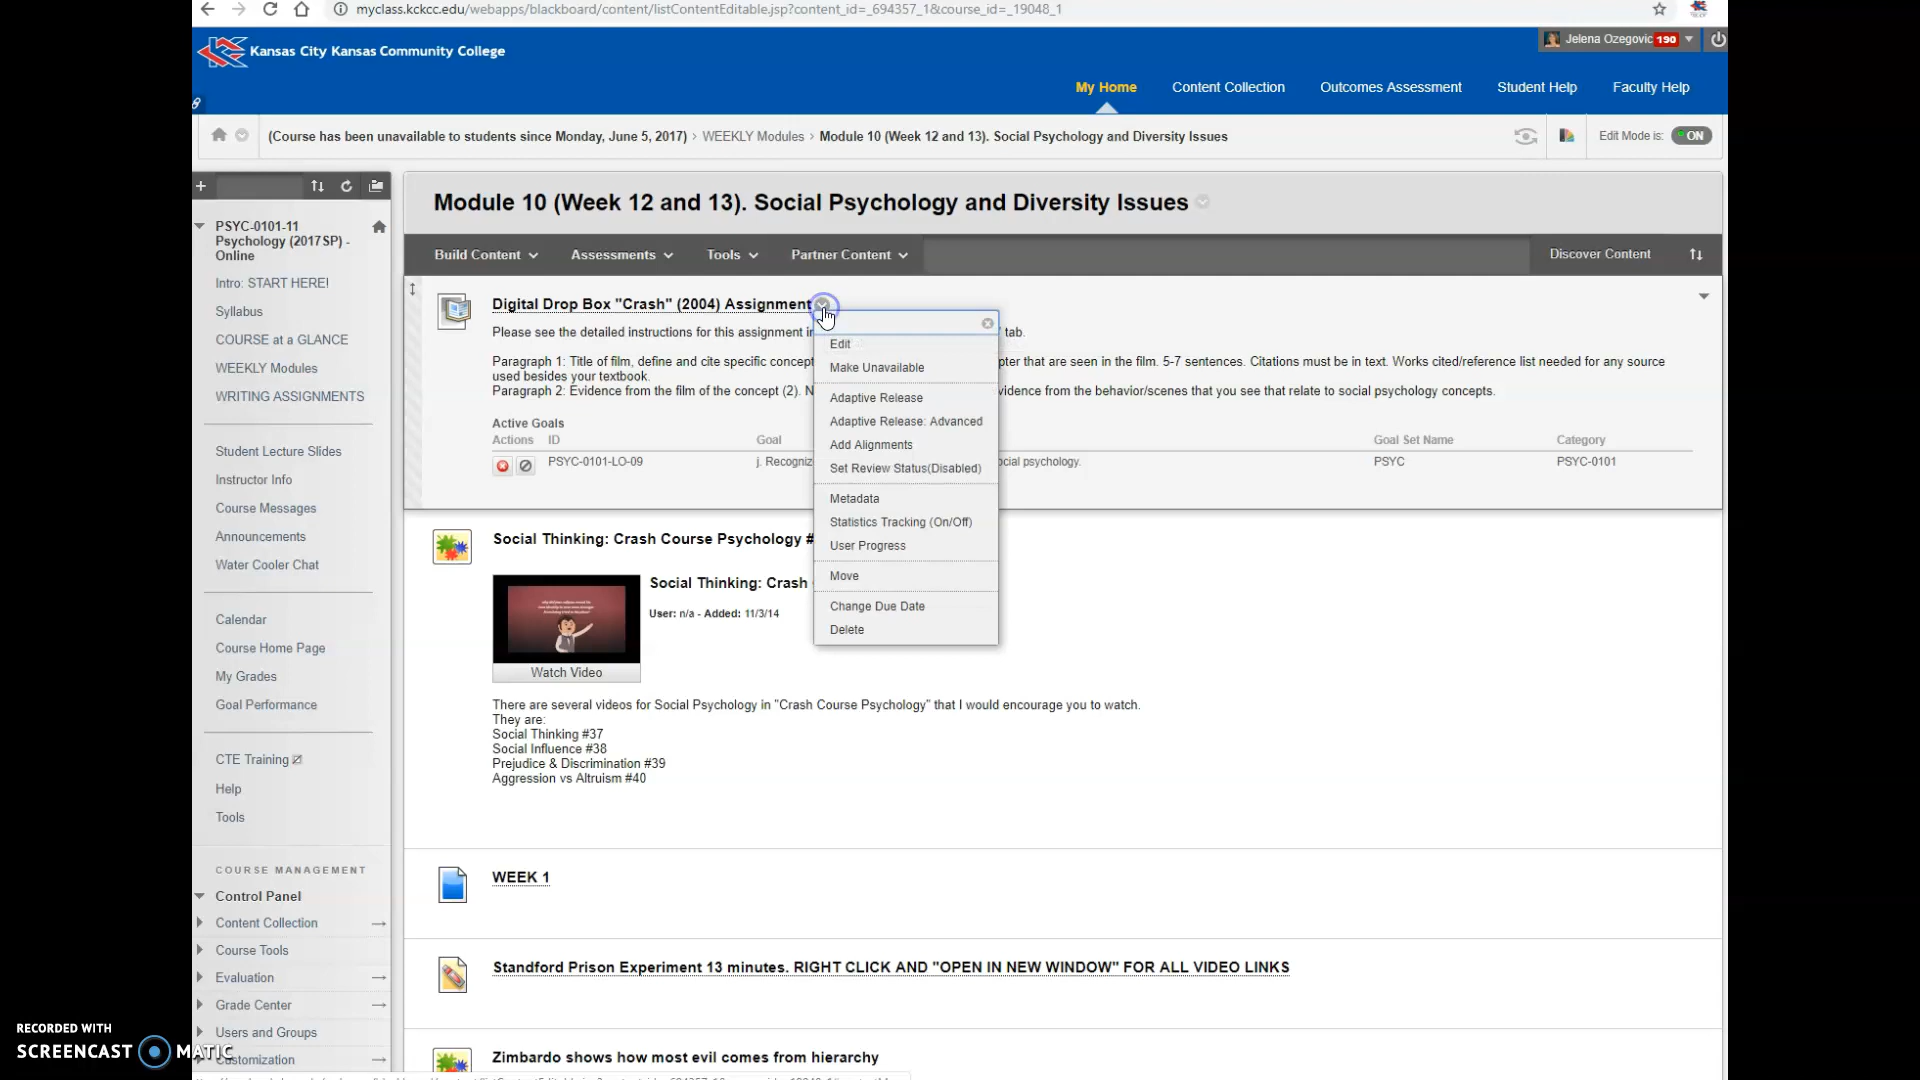 myclass.kckcc.edu/webapps/blackboard/content/listContentEditable.jsp?content_id=_694357_1&course_id=_19048_1
Kansas City Kansas Community College
Jelena Ozegovic 190
My Home Content Collection Outcomes Assessment Student Help Faculty Help
(Course has been unavailable to students since Monday, June 5, 2017) > WEEKLY Modules > Module 10 (Week 12 and 13). Social Psychology and Diversity Issues
Edit Mode is: ON
PSYC-0101-11
Psychology (2017SP) -
Online
Intro: START HERE!
Syllabus
COURSE at a GLANCE
WEEKLY Modules
WRITING ASSIGNMENTS
Student Lecture Slides
Instructor Info
Course Messages
Announcements
Water Cooler Chat
Calendar
Course Home Page
My Grades
Goal Performance
CTE Training
Help
Tools
COURSE MANAGEMENT
Control Panel
Content Collection
Course Tools
Evaluation
Grade Center
Users and Groups
Customization
Module 10 (Week 12 and 13). Social Psychology and Diversity Issues
Build Content Assessments Tools Partner Content Discover Content
Digital Drop Box "Crash" (2004) Assignment
Please see the detailed instructions for this assignment in tab.
Paragraph 1: Title of film, define and cite specific concept pter that are seen in the film. 5-7 sentences. Citations must be in text. Works cited/reference list needed for any source
used besides your textbook.
Paragraph 2: Evidence from the film of the concept (2). N vidence from the behavior/scenes that you see that relate to social psychology concepts.
Active Goals
Actions ID Goal Goal Set Name Category
PSYC-0101-LO-09 j. Recogniz ocial psychology. PSYC PSYC-0101
Edit
Make Unavailable
Adaptive Release
Adaptive Release: Advanced
Add Alignments
Set Review Status(Disabled)
Metadata
Statistics Tracking (On/Off)
User Progress
Move
Change Due Date
Delete
Social Thinking: Crash Course Psychology #
Social Thinking: Crash
User: n/a - Added: 11/3/14
Watch Video
There are several videos for Social Psychology in "Crash Course Psychology" that I would encourage you to watch.
They are:
Social Thinking #37
Social Influence #38
Prejudice & Discrimination #39
Aggression vs Altruism #40
WEEK 1
Standford Prison Experiment 13 minutes. RIGHT CLICK AND "OPEN IN NEW WINDOW" FOR ALL VIDEO LINKS
Zimbardo shows how most evil comes from hierarchy
RECORDED WITH
SCREENCAST MATIC